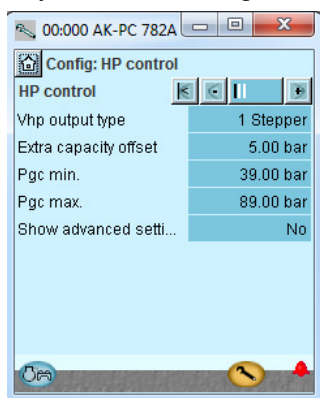 00:000 AK-PC 782A
Config: HP control
HP control
Vhp output type 1 Stepper
Extra capacity offset 5.00 bar
Pgc min. 39.00 bar
Pgc max. 89.00 bar
Show advanced setti... No